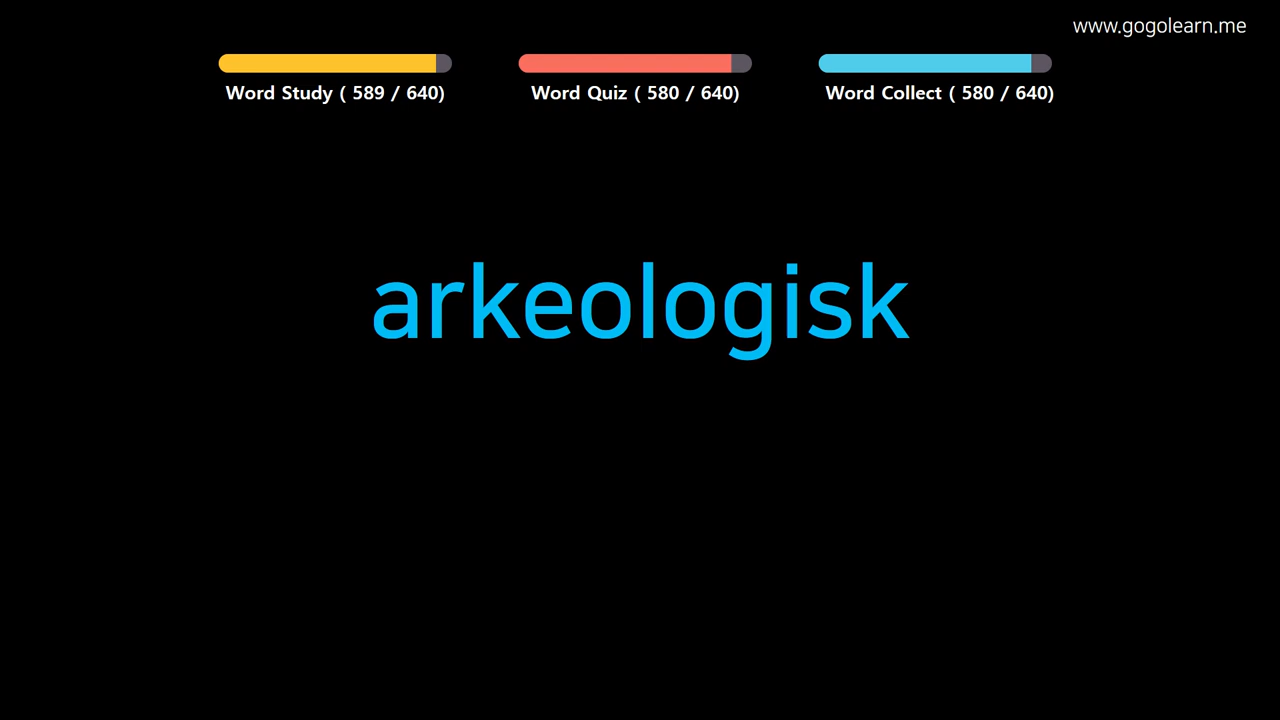 www.gogolearn.me
Word Study ( 589 / 640)
Word Quiz ( 580 / 640)
Word Collect ( 580 / 640)
arkeologisk